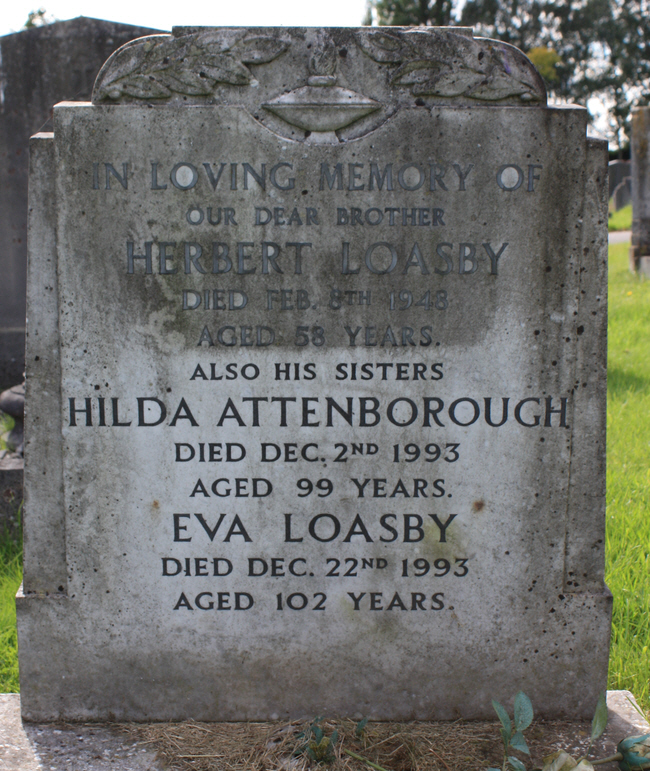 IN LOVING MEMORY OF
OUR DEAR BROTHER
HERBERT LOASBY
DIED FEB. 8TH 1943
AGED 58 YEARS.
ALSO HIS SISTERS
HILDA ATTENBOROUGH
DIED DEC. 2ND 1993
AGED 99 YEARS.
EVA LOASBY
DIED DEC. 22ND 1993
AGED 102 YEARS.